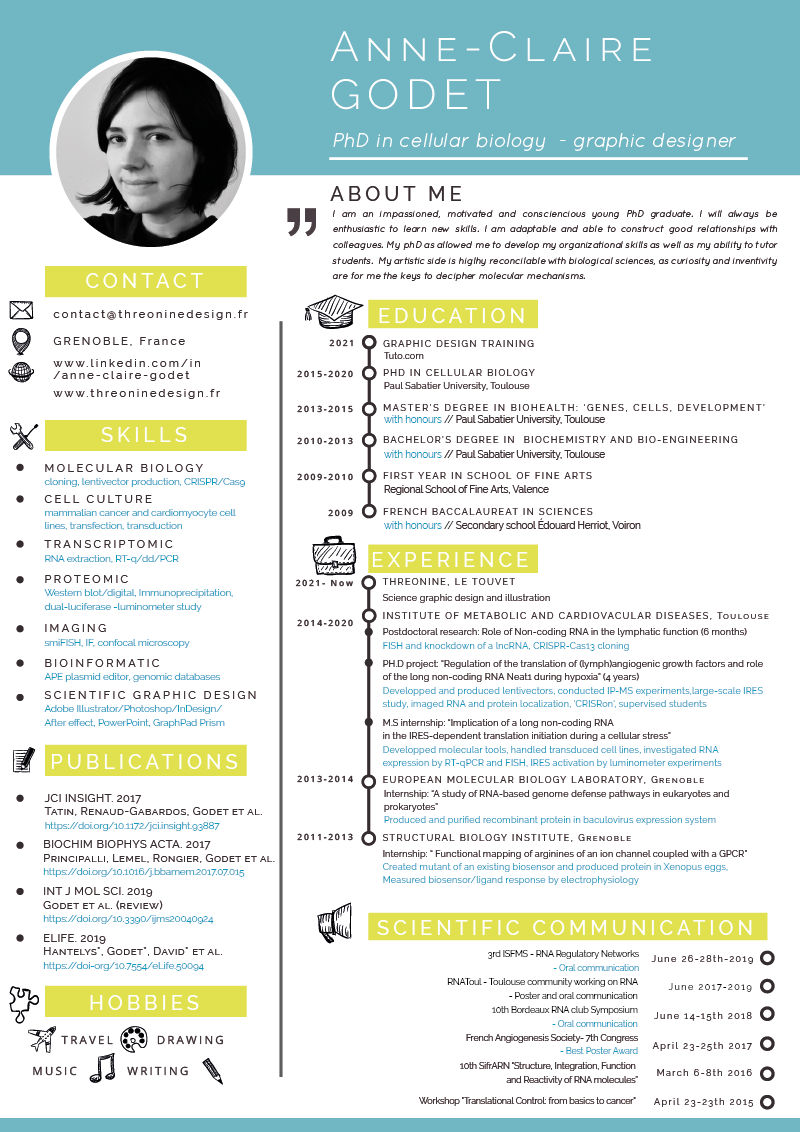 ANNE-CLAIRE
GODET
PhD in cellular biology - graphic designer
ABOUT ME
I am an impassioned, motivated and consciencious young PhD graduate. I will always be
enthusiastic to learn new skills. I am adaptable and able to construct good relationships with
colleagues. My phD as allowed me to develop my organizational skills as well as my ability to tutor
students. My artistic side is higlhy reconcilable with biological sciences, as curiosity and inventivity
are for me the keys to decipher molecular mechanisms.
CONTACT
contact@threoninedesign.fr
GRENOBLE, France
www.linkedin.com/in
/anne-claire-godet
www.threoninedesign.fr
SKILLS
MOLECULAR BIOLOGY
cloning, lentivector production, CRISPR/Cas9
CELL CULTURE
mammalian cancer and cardiomyocyte cell
lines, transfection, transduction
TRANSCRIPTOMIC
RNA extraction, RT-q/dd/PCR
PROTEOMIC
Western blot/digital, Immunoprecipitation,
dual-luciferase -luminometer study
IMAGING
smiFISH, IF, confocal microscopy
BIOINFORMATIC
APE plasmid editor, genomic databases
SCIENTIFIC GRAPHIC DESIGN
Adobe Illustrator/Photoshop/InDesign/
After effect, PowerPoint, GraphPad Prism
PUBLICATIONS
JCI INSIGHT. 2017
TATIN, RENAUD-GABARDOS, GODET ET AL.
https://doi.org/10.1172/jci.insight.93887
BIOCHIM BIOPHYS ACTA. 2017
PRINCIPALLI, LEMEL, RONGIER, GODET ET AL.
https://doi.org/10.1016/j.bbamem.2017.07.015
INT J MOL SCI. 2019
GODET ET AL. (REVIEW)
https://doi.org/10.3390/ijms20040924
ELIFE. 2019
HANTELYS*, GODET*, DAVID* ET AL.
https://doi-org/10.7554/eLife.50094
HOBBIES
TRAVEL DRAWING
MUSIC WRITING
EDUCATION
2021 GRAPHIC DESIGN TRAINING
Tuto.com
2015-2020 PHD IN CELLULAR BIOLOGY
Paul Sabatier University, Toulouse
2013-2015 MASTER'S DEGREE IN BIOHEALTH: 'GENES, CELLS, DEVELOPMENT'
with honours // Paul Sabatier University, Toulouse
2010-2013 BACHELOR'S DEGREE IN BIOCHEMISTRY AND BIO-ENGINEERING
with honours // Paul Sabatier University, Toulouse
2009-2010 FIRST YEAR IN SCHOOL OF FINE ARTS
Regional School of Fine Arts, Valence
2009 FRENCH BACCALAUREAT IN SCIENCES
with honours // Secondary school Édouard Herriot, Voiron
EXPERIENCE
2021- Now THREONINE, LE TOUVET
Science graphic design and illustration
2014-2020 INSTITUTE OF METABOLIC AND CARDIOVACULAR DISEASES, TOULOUSE
Postdoctoral research: Role of Non-coding RNA in the lymphatic function (6 months)
FISH and knockdown of a lncRNA, CRISPR-Cas13 cloning
PH.D project: "Regulation of the translation of (lymph)angiogenic growth factors and role
of the long non-coding RNA Neat1 during hypoxia" (4 years)
Developped and produced lentivectors, conducted IP-MS experiments,large-scale IRES
study, imaged RNA and protein localization, 'CRISRon', supervised students
M.S internship: "Implication of a long non-coding RNA
in the IRES-dependent translation initiation during a cellular stress"
Developped molecular tools, handled transduced cell lines, investigated RNA
expression by RT-qPCR and FISH, IRES activation by luminometer experiments
2013-2014 EUROPEAN MOLECULAR BIOLOGY LABORATORY, GRENOBLE
Internship: "A study of RNA-based genome defense pathways in eukaryotes and
prokaryotes"
Produced and purified recombinant protein in baculovirus expression system
2011-2013 STRUCTURAL BIOLOGY INSTITUTE, GRENOBLE
Internship: " Functional mapping of arginines of an ion channel coupled with a GPCR"
Created mutant of an existing biosensor and produced protein in Xenopus eggs,
Measured biosensor/ligand response by electrophysiology
SCIENTIFIC COMMUNICATION
3rd ISFMS - RNA Regulatory Networks June 26-28th-2019
- Oral communication
RNAToul - Toulouse community working on RNA June 2017-2019
- Poster and oral communication
10th Bordeaux RNA club Symposium June 14-15th 2018
- Oral communication
French Angiogenesis Society- 7th Congress April 23-25th 2017
- Best Poster Award
10th SifrARN "Structure, Integration, Function March 6-8th 2016
and Reactivity of RNA molecules"
Workshop "Translational Control: from basics to cancer" April 23-23th 2015